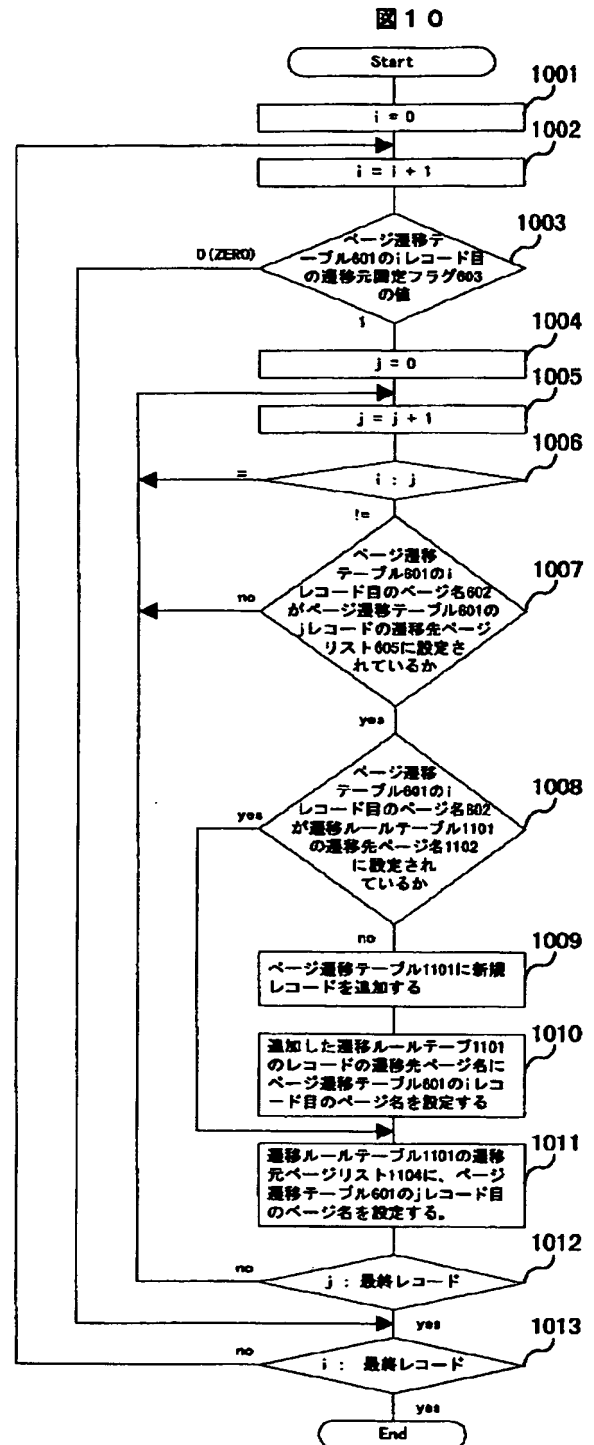 図10
Start
1001
i = 0
1002
i = i + 1
1003
ページ遷移テ
ーブル601のiレコード目
の遷移元固定フラグ603
の値
0(ZERO)
1
1004
j = 0
1005
j = j + 1
1006
i : j
=
!=
1007
ページ遷移
テーブル601のi
レコード目のページ名602
がページ遷移テーブル601の
jレコードの遷移先ページ
リスト605に設定さ
れているか
no
yes
1008
ページ遷移
テーブル601のi
レコード目のページ名602
が遷移ルールテーブル1101
の遷移先ページ名1102
に設定され
ているか
yes
no
1009
ページ遷移テーブル1101に新規
レコードを追加する
1010
追加した遷移ルールテーブ1101
のレコードの遷移先ページ名に
ページ遷移テーブル601のiレコ
ード目のページ名を設定する
1011
遷移ルールテーブル1101の遷移
元ページリスト1104に、ページ
遷移テーブル601のjレコード目
のページ名を設定する。
1012
j : 最終レコード
no
yes
1013
i : 最終レコード
no
yes
End